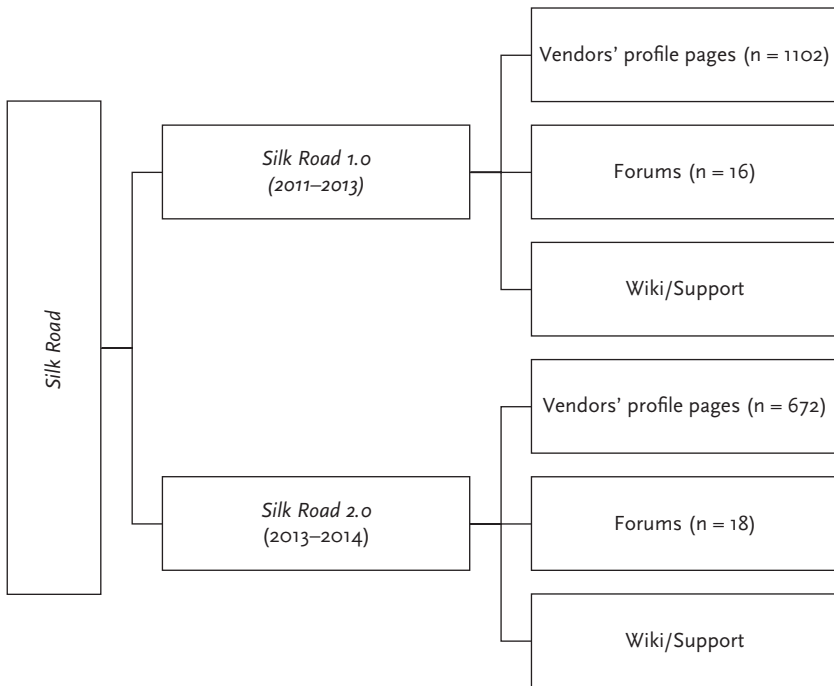 Silk Road
Silk Road 1.0
(2011–2013)
Vendors’ profile pages (n = 1102)
Forums (n = 16)
Wiki/Support
Silk Road 2.0
(2013–2014)
Vendors’ profile pages (n = 672)
Forums (n = 18)
Wiki/Support